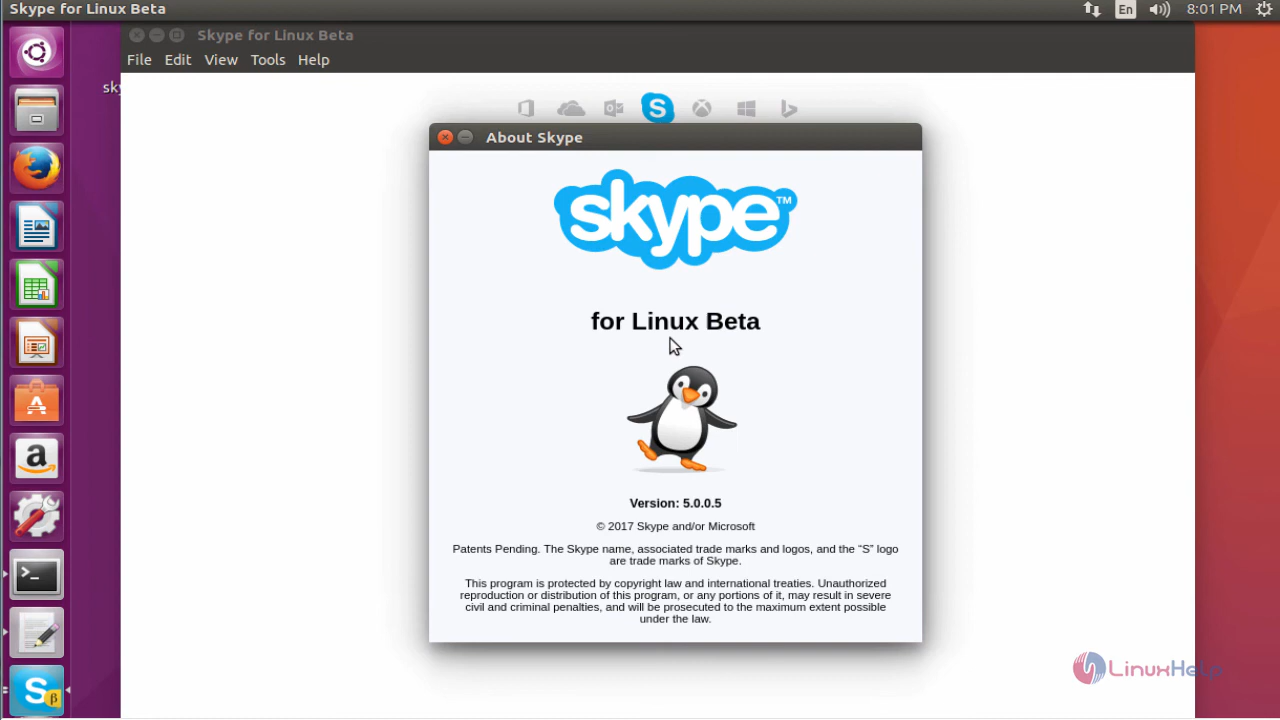 Skype for Linux Beta
En
8:01 PM
Skype for Linux Beta
File Edit View Tools Help
sky
About Skype
skype™
for Linux Beta
Version: 5.0.0.5
© 2017 Skype and/or Microsoft
Patents Pending. The Skype name, associated trade marks and logos, and the “S” logo
are trade marks of Skype.
This program is protected by copyright law and international treaties. Unauthorized
reproduction or distribution of this program, or any portions of it, may result in severe
civil and criminal penalties, and will be prosecuted to the maximum extent possible
under the law.
LinuxHelp